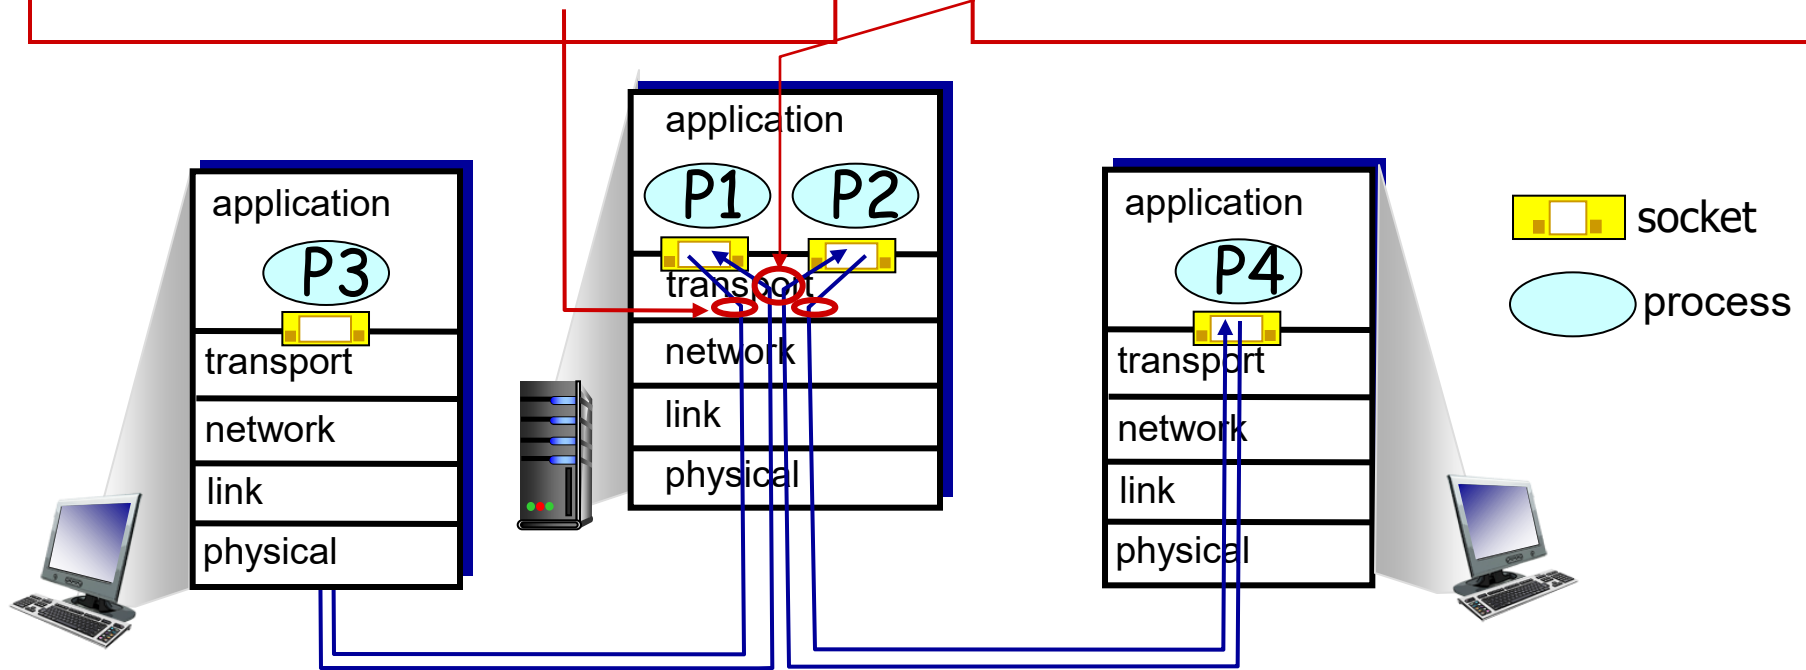 application
P1 P2
transport
network
link
physical
application
P3
transport
network
link
physical
application
P4
transport
network
link
physical
socket
process